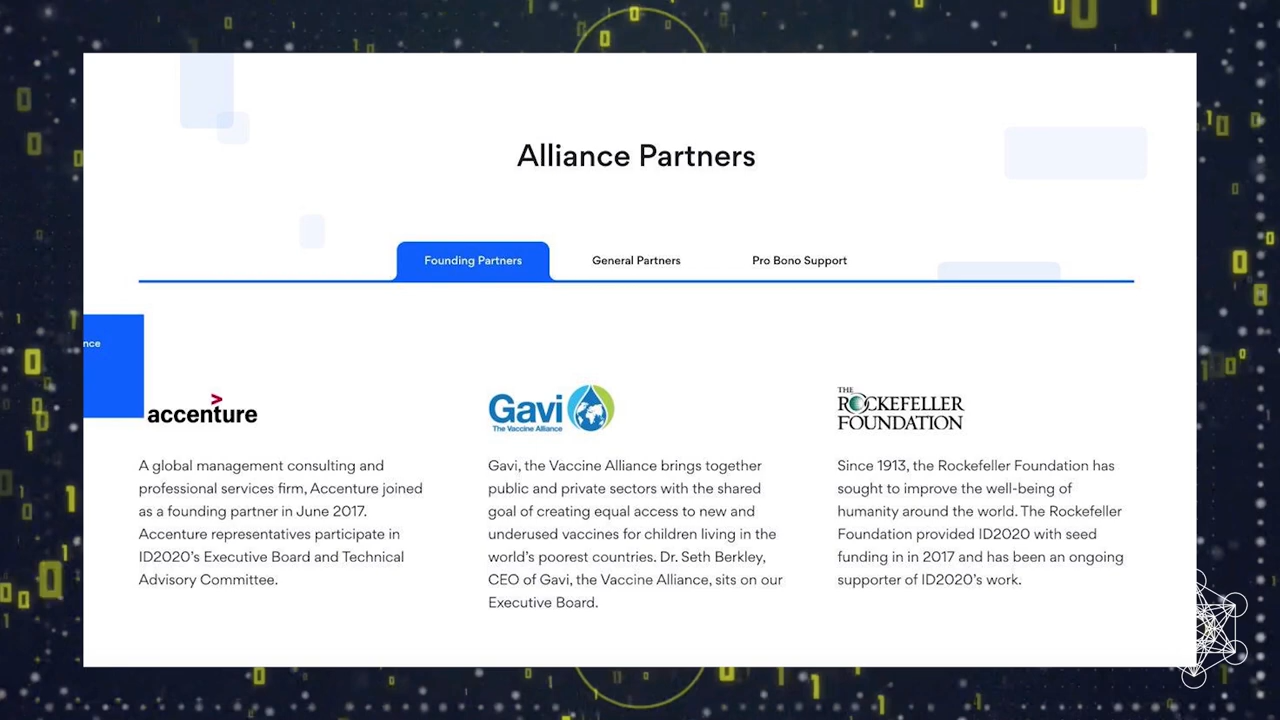 Alliance Partners
Founding Partners
General Partners
Pro Bono Support
nce
accenture
A global management consulting and
professional services firm, Accenture joined
as a founding partner in June 2017.
Accenture representatives participate in
ID2020's Executive Board and Technical
Advisory Committee.
Gavi
The Vaccine Alliance
Gavi, the Vaccine Alliance brings together
public and private sectors with the shared
goal of creating equal access to new and
underused vaccines for children living in the
world's poorest countries. Dr. Seth Berkley,
CEO of Gavi, the Vaccine Alliance, sits on our
Executive Board.
THE
ROCKEFELLER
FOUNDATION
Since 1913, the Rockefeller Foundation has
sought to improve the well-being of
humanity around the world. The Rockefeller
Foundation provided ID2020 with seed
funding in in 2017 and has been an ongoing
supporter of ID2020's work.